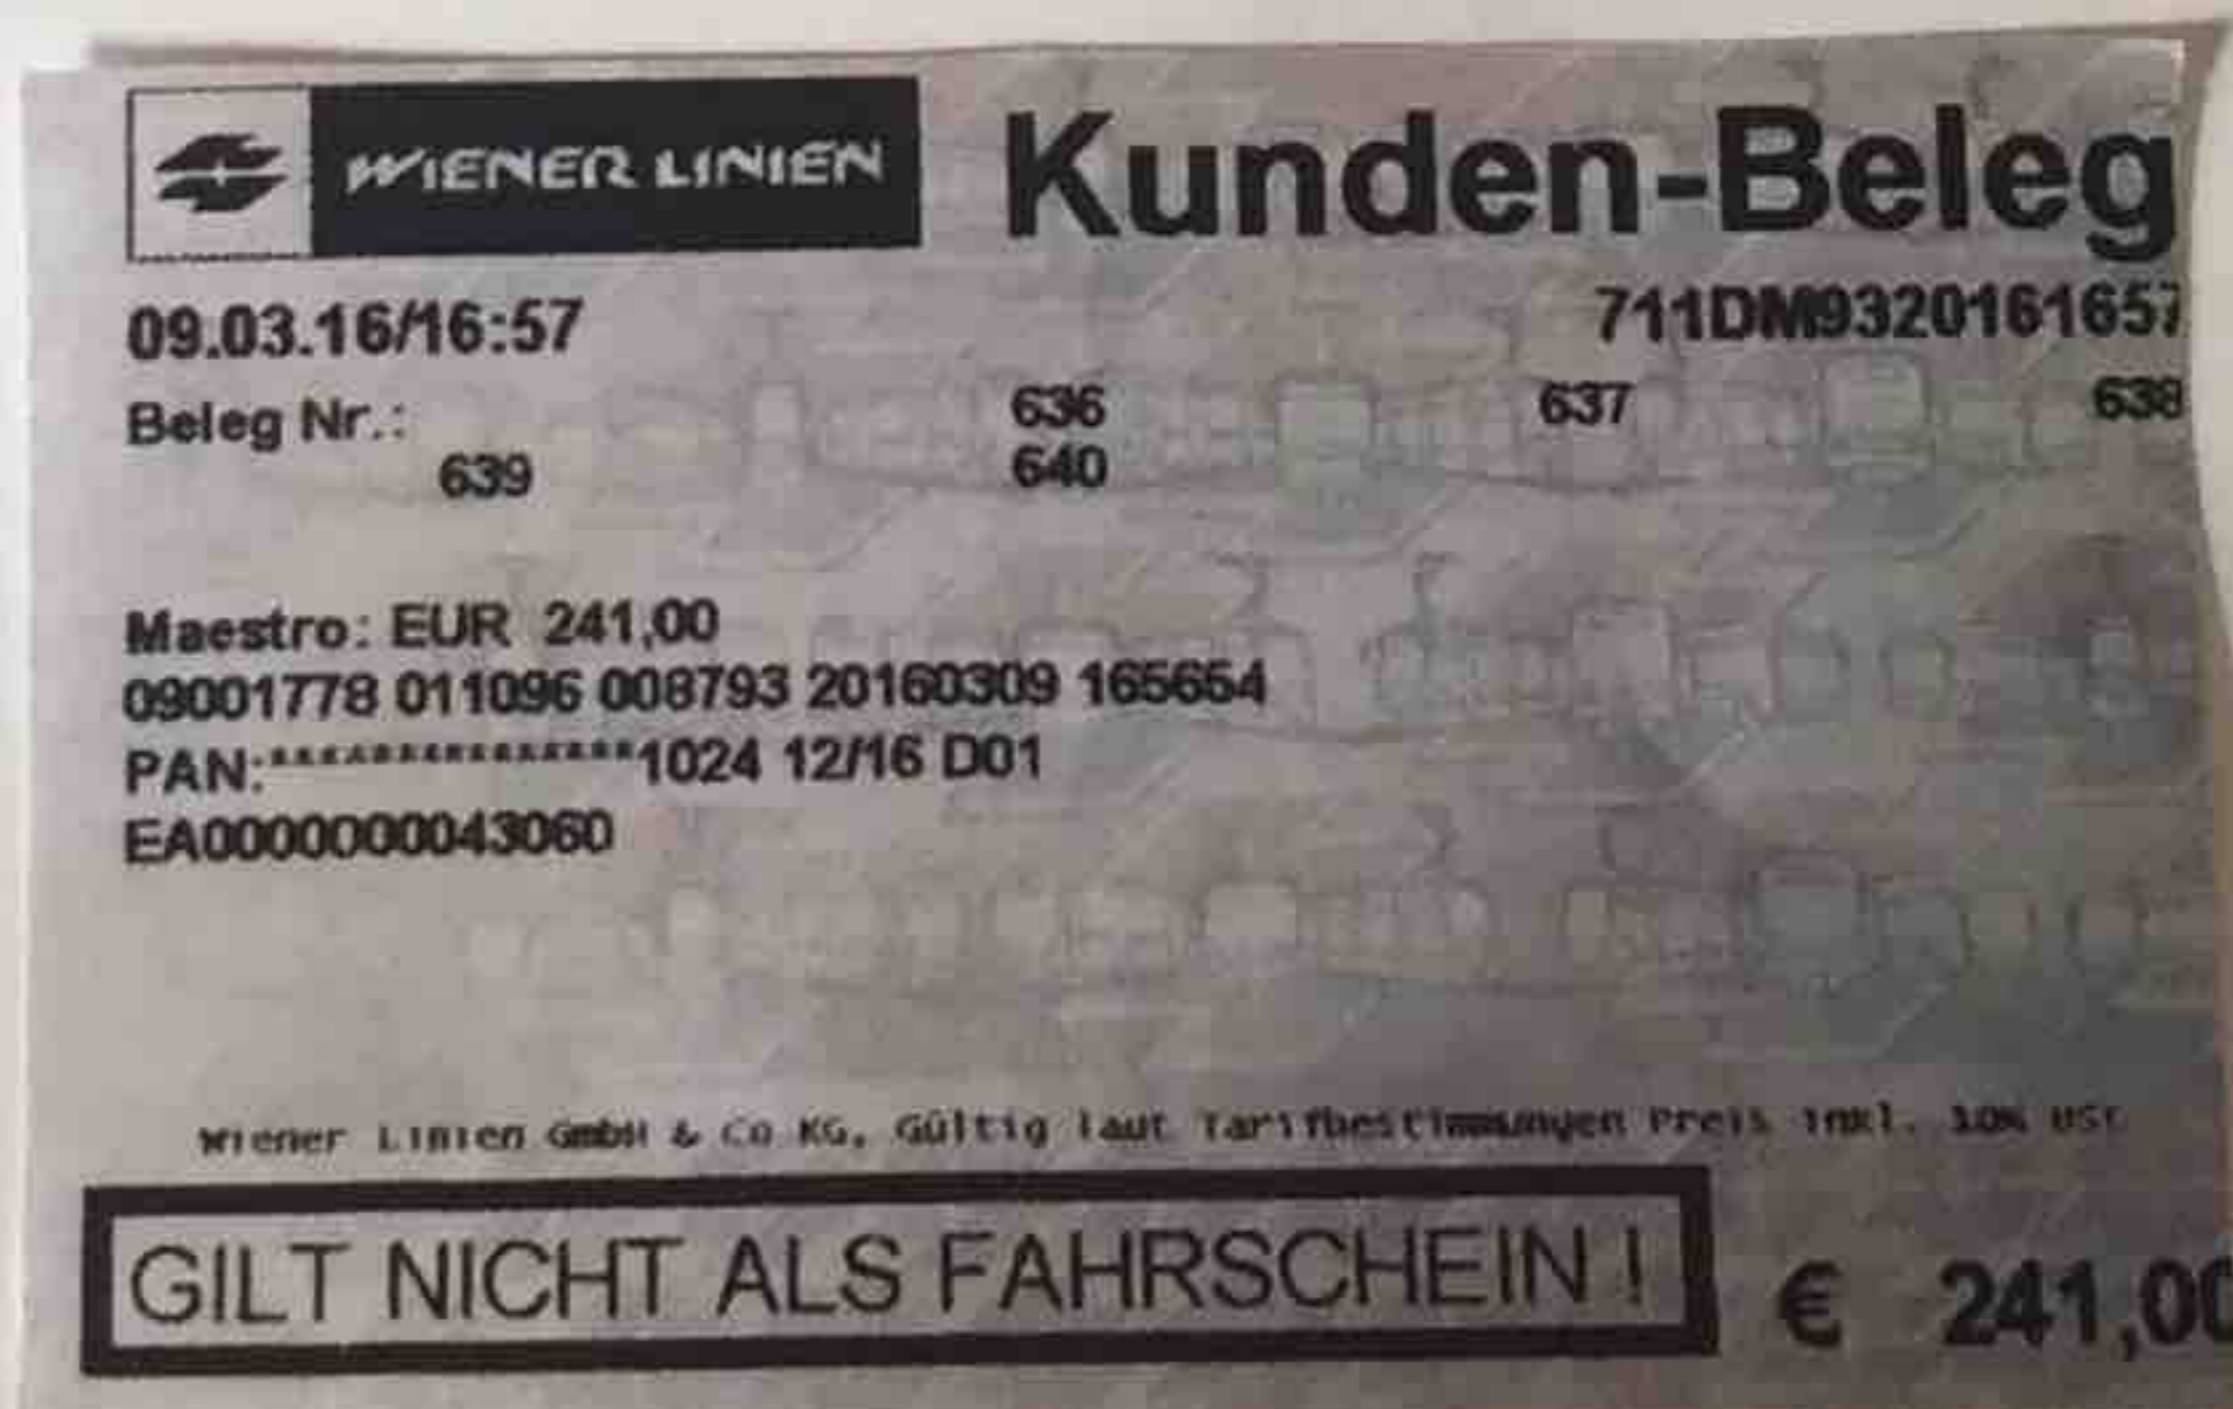 WIENER LINIEN Kunden-Beleg
09.03.16/16:57 711DM9320161657
Beleg Nr.: 636 637 638
639 640
Maestro: EUR 241,00
09001778 011096 008793 20160309 165654
PAN:****************1024 12/16 D01
EA0000000043060
Wiener Linien GmbH & Co KG. Gültig laut Tarifbestimmungen Preis inkl. 10% USt
GILT NICHT ALS FAHRSCHEIN ! € 241,00